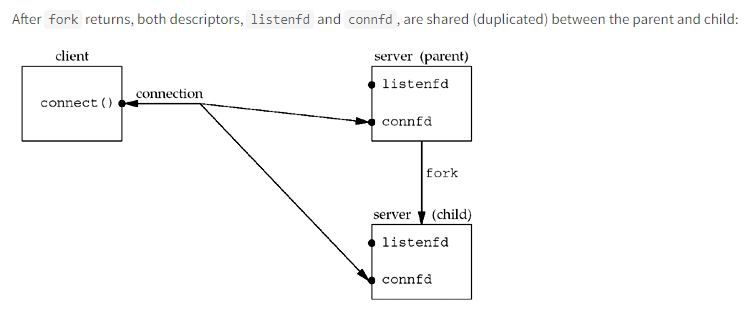 After fork returns, both descriptors, listenfd and connfd, are shared (duplicated) between the parent and child:
client
server (parent)
connect()
connection
listenfd
connfd
fork
server (child)
listenfd
connfd